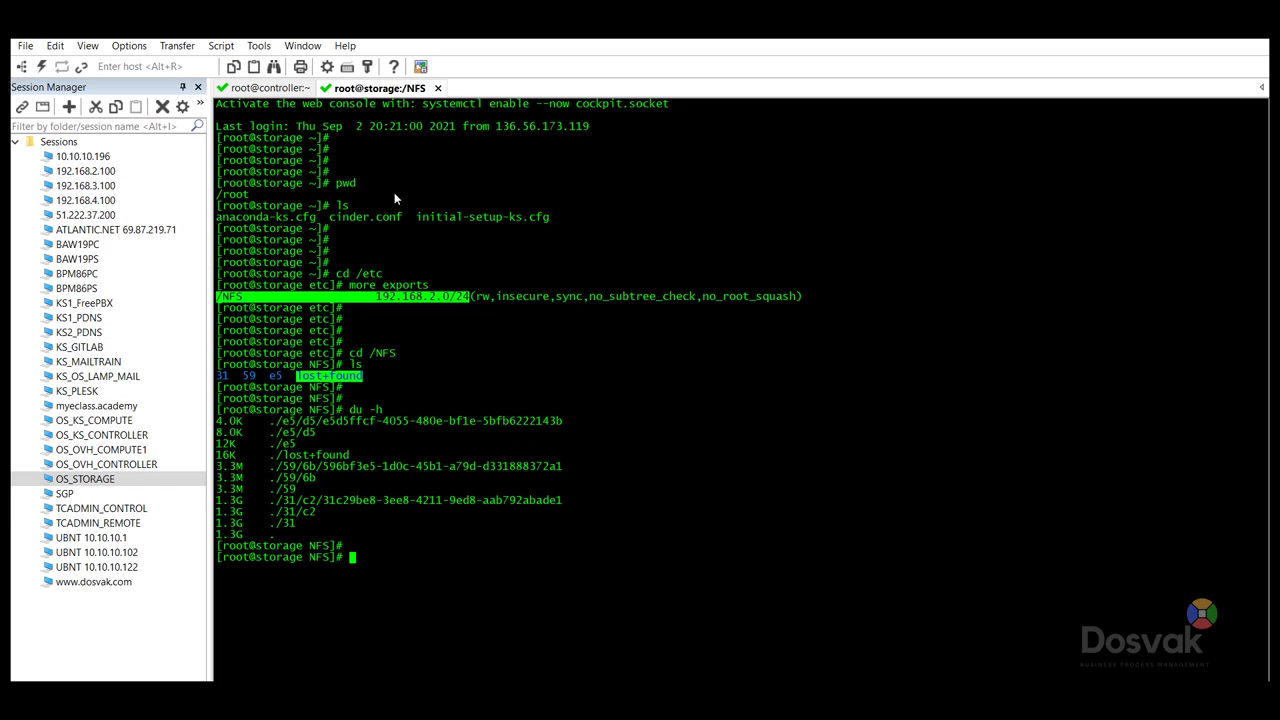 File Edit View Options Transfer Script Tools Window Help
Enter host <Alt+R>
Session Manager
root@controller:~
root@storage:/NFS
Filter by folder/session name <Alt+I>
Sessions
10.10.10.196
192.168.2.100
192.168.3.100
192.168.4.100
51.222.37.200
ATLANTIC.NET 69.87.219.71
BAW19PC
BAW19PS
BPM86PC
BPM86PS
KS1_FreePBX
KS1_PDNS
KS2_PDNS
KS_GITLAB
KS_MAILTRAIN
KS_OS_LAMP_MAIL
KS_PLESK
myeclass.academy
OS_KS_COMPUTE
OS_KS_CONTROLLER
OS_OVH_COMPUTE1
OS_OVH_CONTROLLER
OS_STORAGE
SGP
TCADMIN_CONTROL
TCADMIN_REMOTE
UBNT 10.10.10.1
UBNT 10.10.10.102
UBNT 10.10.10.122
www.dosvak.com
Activate the web console with: systemctl enable --now cockpit.socket
Last login: Thu Sep  2 20:21:00 2021 from 136.56.173.119
[root@storage ~]#
[root@storage ~]#
[root@storage ~]#
[root@storage ~]#
[root@storage ~]# pwd
/root
[root@storage ~]# ls
anaconda-ks.cfg  cinder.conf  initial-setup-ks.cfg
[root@storage ~]#
[root@storage ~]#
[root@storage ~]#
[root@storage ~]#
[root@storage ~]# cd /etc
[root@storage etc]# more exports
/NFS                    192.168.2.0/24(rw,insecure,sync,no_subtree_check,no_root_squash)
[root@storage etc]#
[root@storage etc]#
[root@storage etc]#
[root@storage etc]#
[root@storage etc]# cd /NFS
[root@storage NFS]# ls
31  59  e5  lost+found
[root@storage NFS]#
[root@storage NFS]#
[root@storage NFS]# du -h
4.0K    ./e5/d5/e5d5ffcf-4055-480e-bf1e-5bfb6222143b
8.0K    ./e5/d5
12K     ./e5
16K     ./lost+found
3.3M    ./59/6b/596bf3e5-1d0c-45b1-a79d-d331888372a1
3.3M    ./59/6b
3.3M    ./59
1.3G    ./31/c2/31c29be8-3ee8-4211-9ed8-aab792abade1
1.3G    ./31/c2
1.3G    ./31
1.3G    .
[root@storage NFS]#
[root@storage NFS]#
Dosvak
BUSINESS PROCESS MANAGEMENT